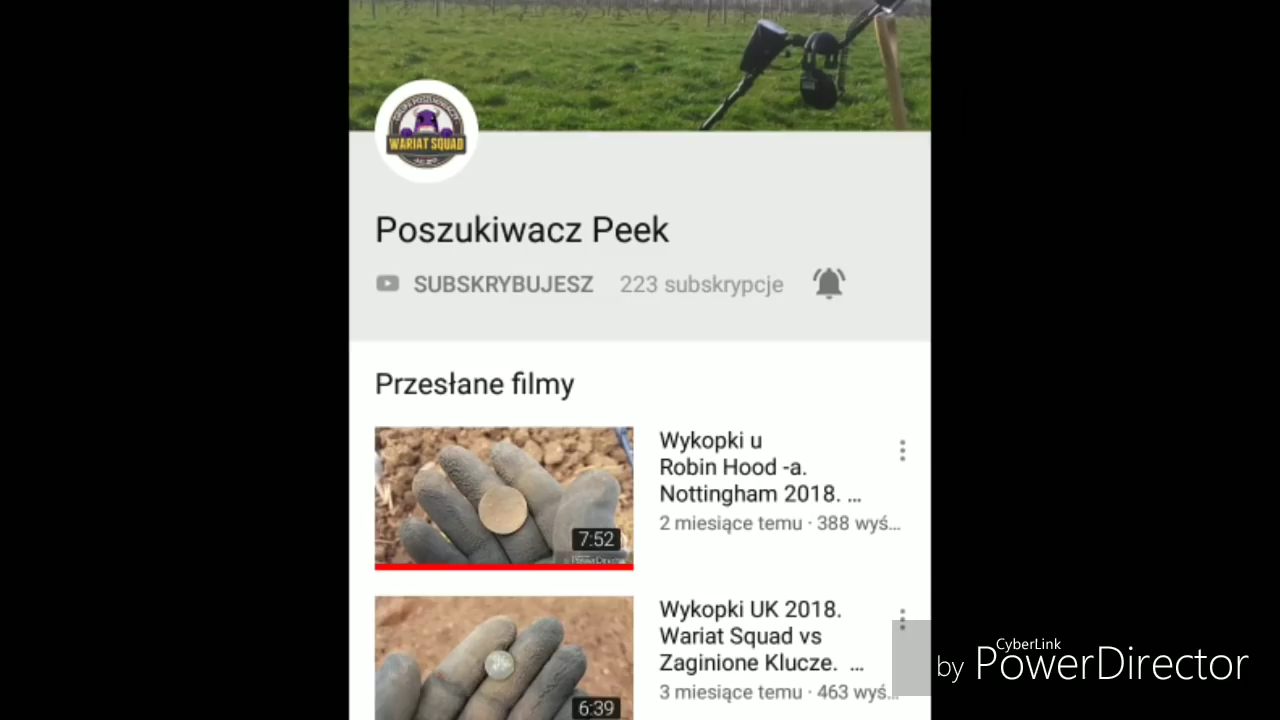 WARIAT SQUAD
Poszukiwacz Peek
SUBSKRYBUJESZ 223 subskrypcje
Przesłane filmy
Wykopki u
Robin Hood -a.
Nottingham 2018. ...
2 miesiące temu · 388 wyś...
7:52
Wykopki UK 2018.
Wariat Squad vs
Zaginione Klucze. ...
3 miesiące temu · 463 wyś...
6:39
CyberLink
by PowerDirector